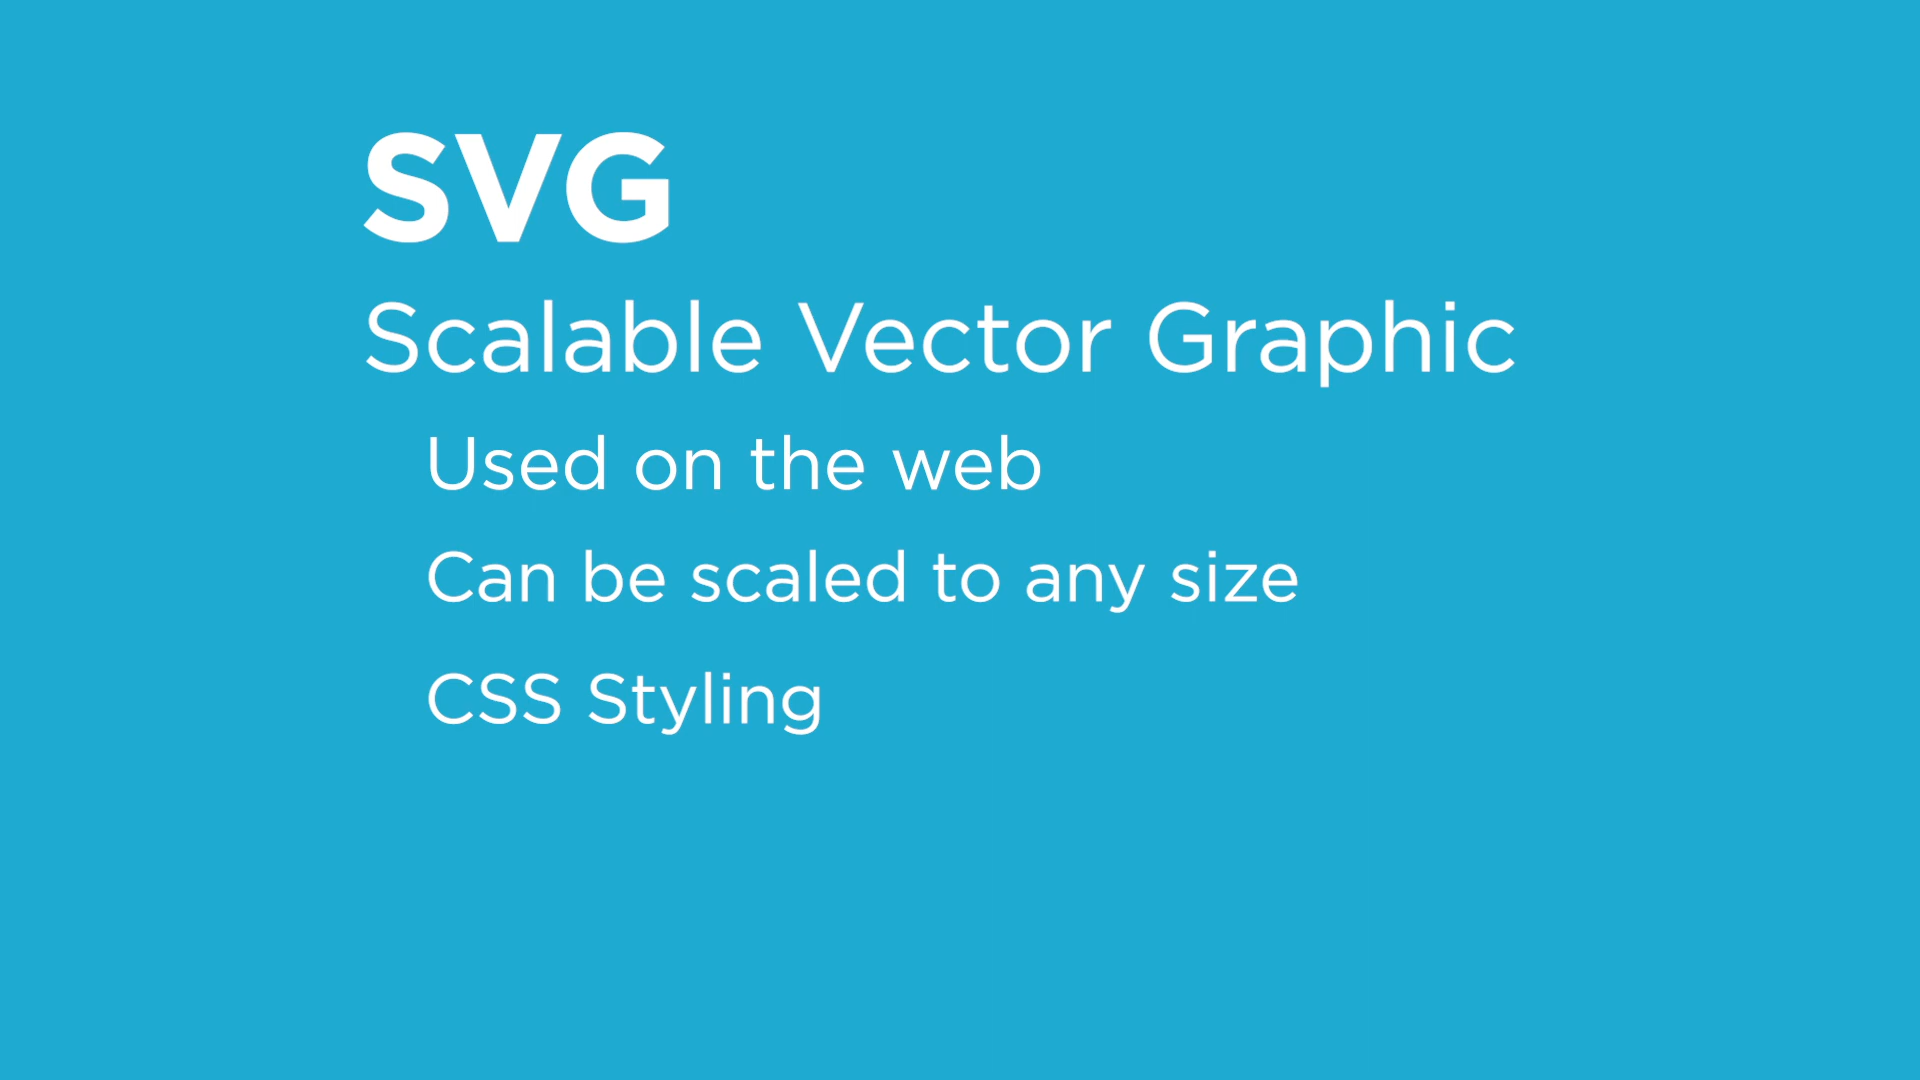 SVG
Scalable Vector Graphic
Used on the web
Can be scaled to any size
CSS Styling